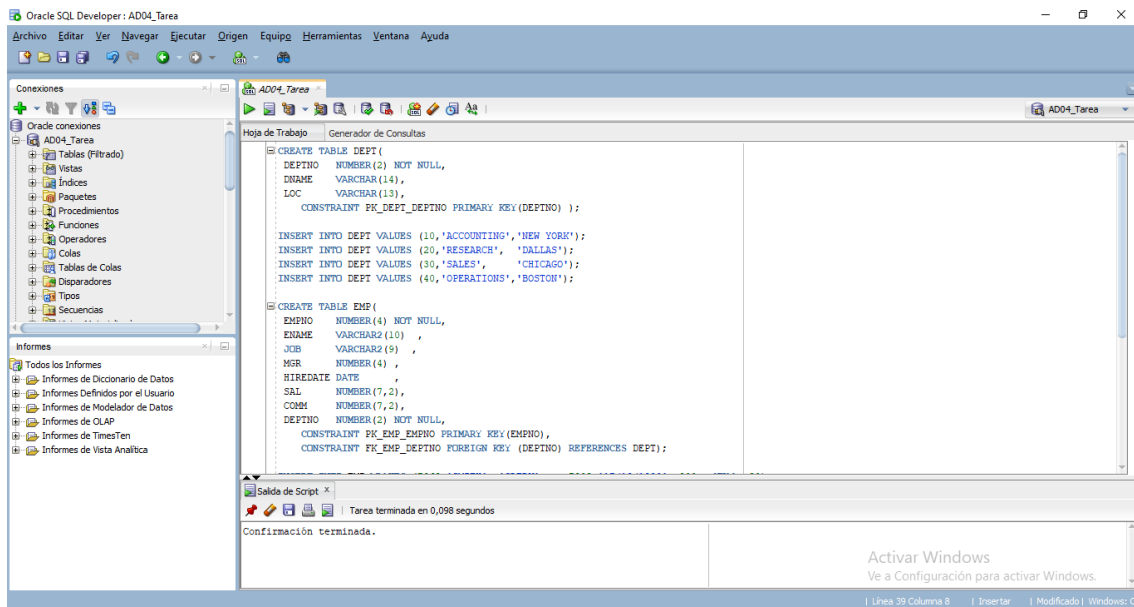 Oracle SQL Developer : AD04_Tarea
Archivo Editar Ver Navegar Ejecutar Origen Equipo Herramientas Ventana Ayuda
Conexiones
Oracle conexiones
AD04_Tarea
Tablas (Filtrado)
Vistas
Índices
Paquetes
Procedimientos
Funciones
Operadores
Colas
Tablas de Colas
Disparadores
Tipos
Secuencias
Informes
Todos los Informes
Informes de Diccionario de Datos
Informes Definidos por el Usuario
Informes de Modelador de Datos
Informes de OLAP
Informes de TimesTen
Informes de Vista Analítica
AD04_Tarea
AD04_Tarea
Hoja de Trabajo Generador de Consultas
CREATE TABLE DEPT(
DEPTNO NUMBER(2) NOT NULL,
DNAME VARCHAR(14),
LOC VARCHAR(13),
CONSTRAINT PK_DEPT_DEPTNO PRIMARY KEY(DEPTNO) );
INSERT INTO DEPT VALUES (10,'ACCOUNTING','NEW YORK');
INSERT INTO DEPT VALUES (20,'RESEARCH', 'DALLAS');
INSERT INTO DEPT VALUES (30,'SALES', 'CHICAGO');
INSERT INTO DEPT VALUES (40,'OPERATIONS','BOSTON');
CREATE TABLE EMP(
EMPNO NUMBER(4) NOT NULL,
ENAME VARCHAR2(10) ,
JOB VARCHAR2(9) ,
MGR NUMBER(4) ,
HIREDATE DATE ,
SAL NUMBER(7,2),
COMM NUMBER(7,2),
DEPTNO NUMBER(2) NOT NULL,
CONSTRAINT PK_EMP_EMPNO PRIMARY KEY(EMPNO),
CONSTRAINT FK_EMP_DEPTNO FOREIGN KEY (DEPTNO) REFERENCES DEPT);
Salida de Script
Tarea terminada en 0,098 segundos
Confirmación terminada.
Activar Windows
Ve a Configuración para activar Windows.
Línea 39 Columna 8 | Insertar | Modificado | Windows: C